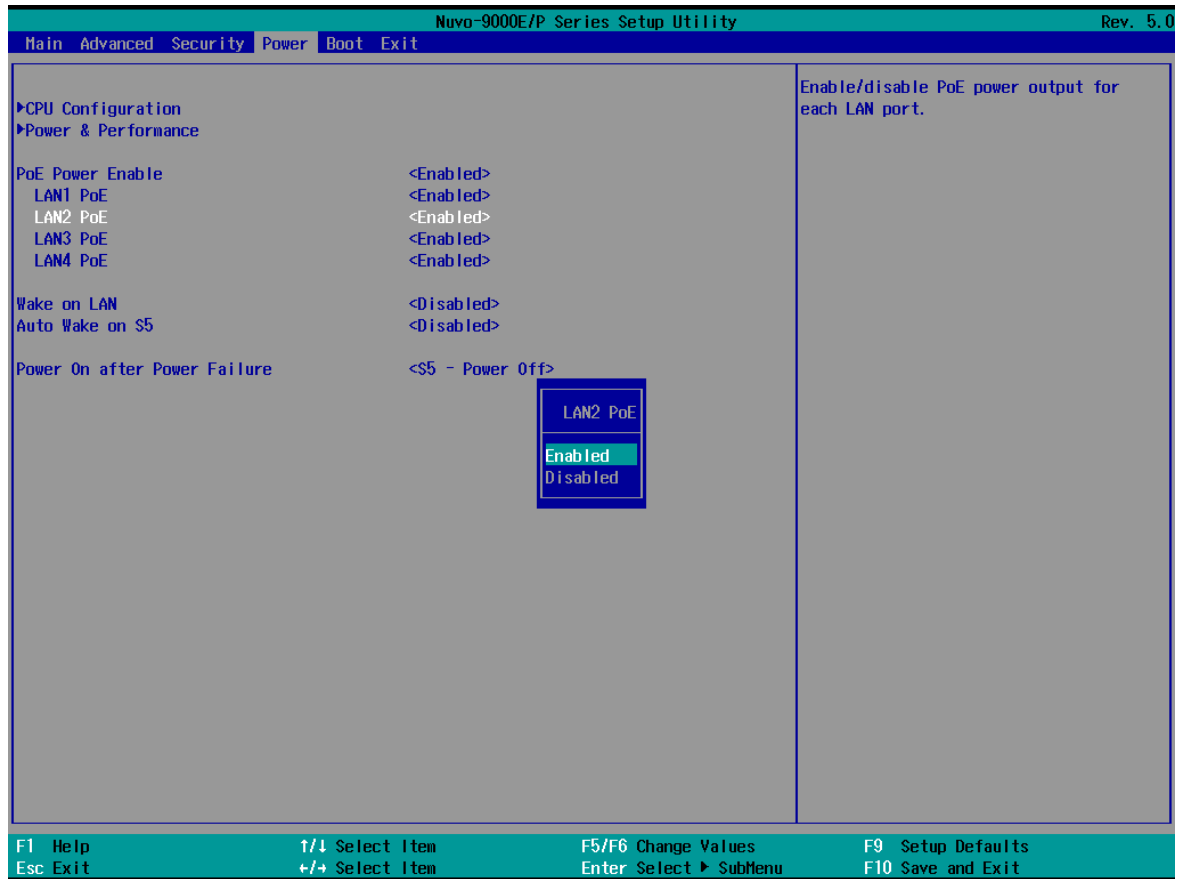 Nuvo-9000E/P Series Setup Utility Rev. 5.0
Main Advanced Security Power Boot Exit
▶CPU Configuration
▶Power & Performance
PoE Power Enable <Enabled>
LAN1 PoE <Enabled>
LAN2 PoE <Enabled>
LAN3 PoE <Enabled>
LAN4 PoE <Enabled>
Wake on LAN <Disabled>
Auto Wake on S5 <Disabled>
Power On after Power Failure <S5 - Power Off>
LAN2 PoE
Enabled
Disabled
Enable/disable PoE power output for
each LAN port.
F1 Help ↑/↓ Select Item F5/F6 Change Values F9 Setup Defaults
Esc Exit ←/→ Select Item Enter Select ▶ SubMenu F10 Save and Exit